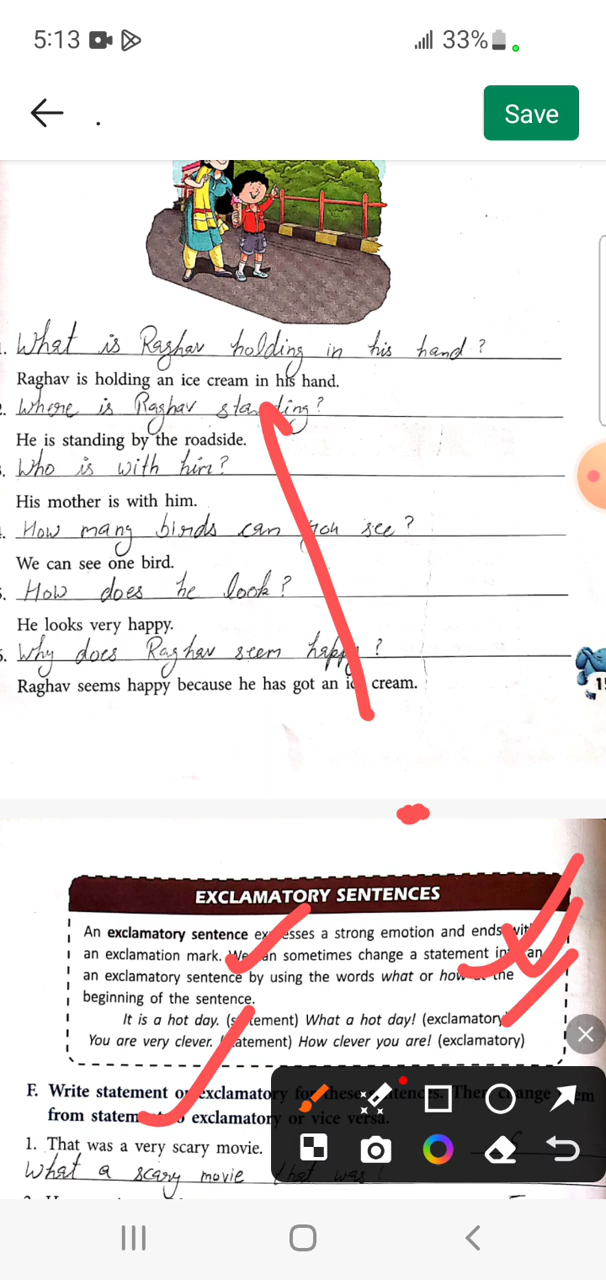 5:13
33%
Save
What is Raghav holding in his hand?
Raghav is holding an ice cream in his hand.
Where is Raghav standing?
He is standing by the roadside.
Who is with him?
His mother is with him.
How many birds can you see?
We can see one bird.
How does he look?
He looks very happy.
Why does Raghav seem happy?
Raghav seems happy because he has got an ice cream.
EXCLAMATORY SENTENCES
An exclamatory sentence expresses a strong emotion and ends with
an exclamation mark. We can sometimes change a statement into an
an exclamatory sentence by using the words what or how at the
beginning of the sentence.
It is a hot day. (statement) What a hot day! (exclamatory)
You are very clever. (statement) How clever you are! (exclamatory)
F. Write statement or exclamatory for these sentences. Then change them
from statement to exclamatory or vice versa.
1. That was a very scary movie.
What a scary movie that was!